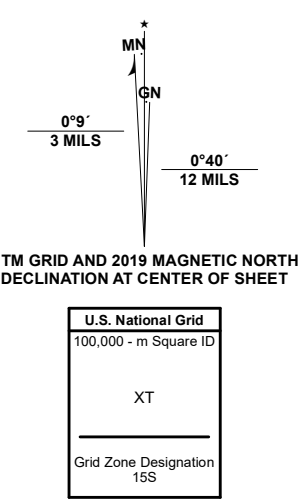 MN
GN
0°9´
3 MILS
0°40´
12 MILS
TM GRID AND 2019 MAGNETIC NORTH
DECLINATION AT CENTER OF SHEET
U.S. National Grid
100,000 - m Square ID
XT
Grid Zone Designation
15S